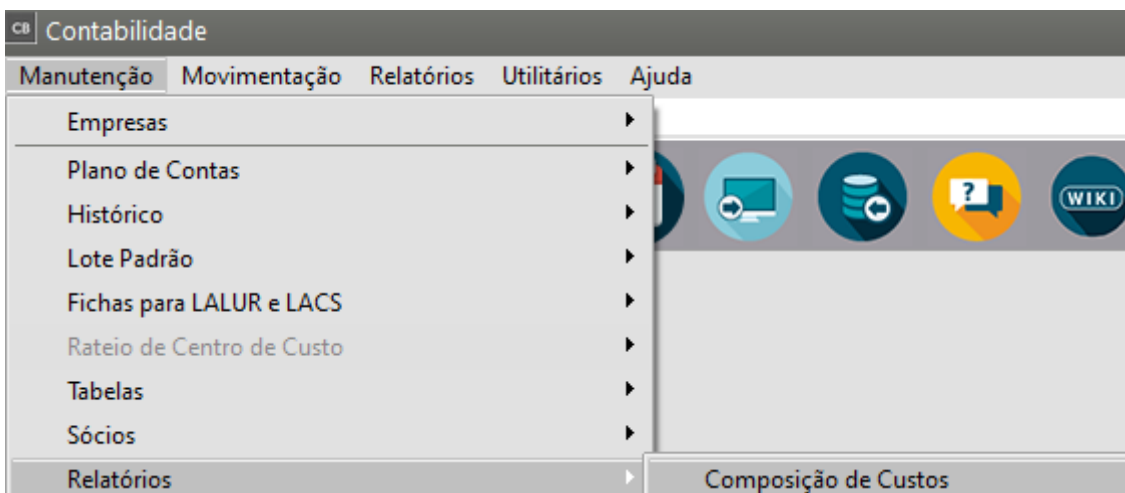 CB Contabilidade
Manutenção Movimentação Relatórios Utilitários Ajuda
Empresas
Plano de Contas
?
WIKI
Histórico
Lote Padrão
Fichas para LALUR e LACS
Rateio de Centro de Custo
Tabelas
Sócios
Relatórios
Composição de Custos